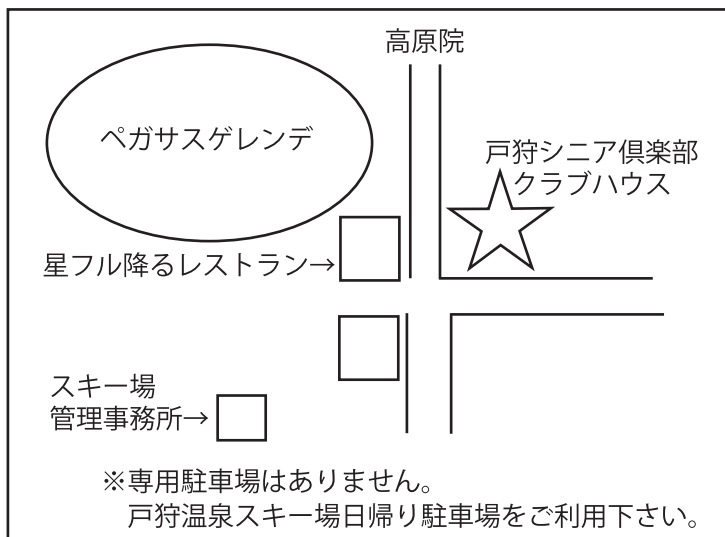 高原院
ペガサスゲレンデ
戸狩シニア倶楽部
クラブハウス
星フル降るレストラン→
スキー場
管理事務所→
※専用駐車場はありません。
戸狩温泉スキー場日帰り駐車場をご利用下さい。